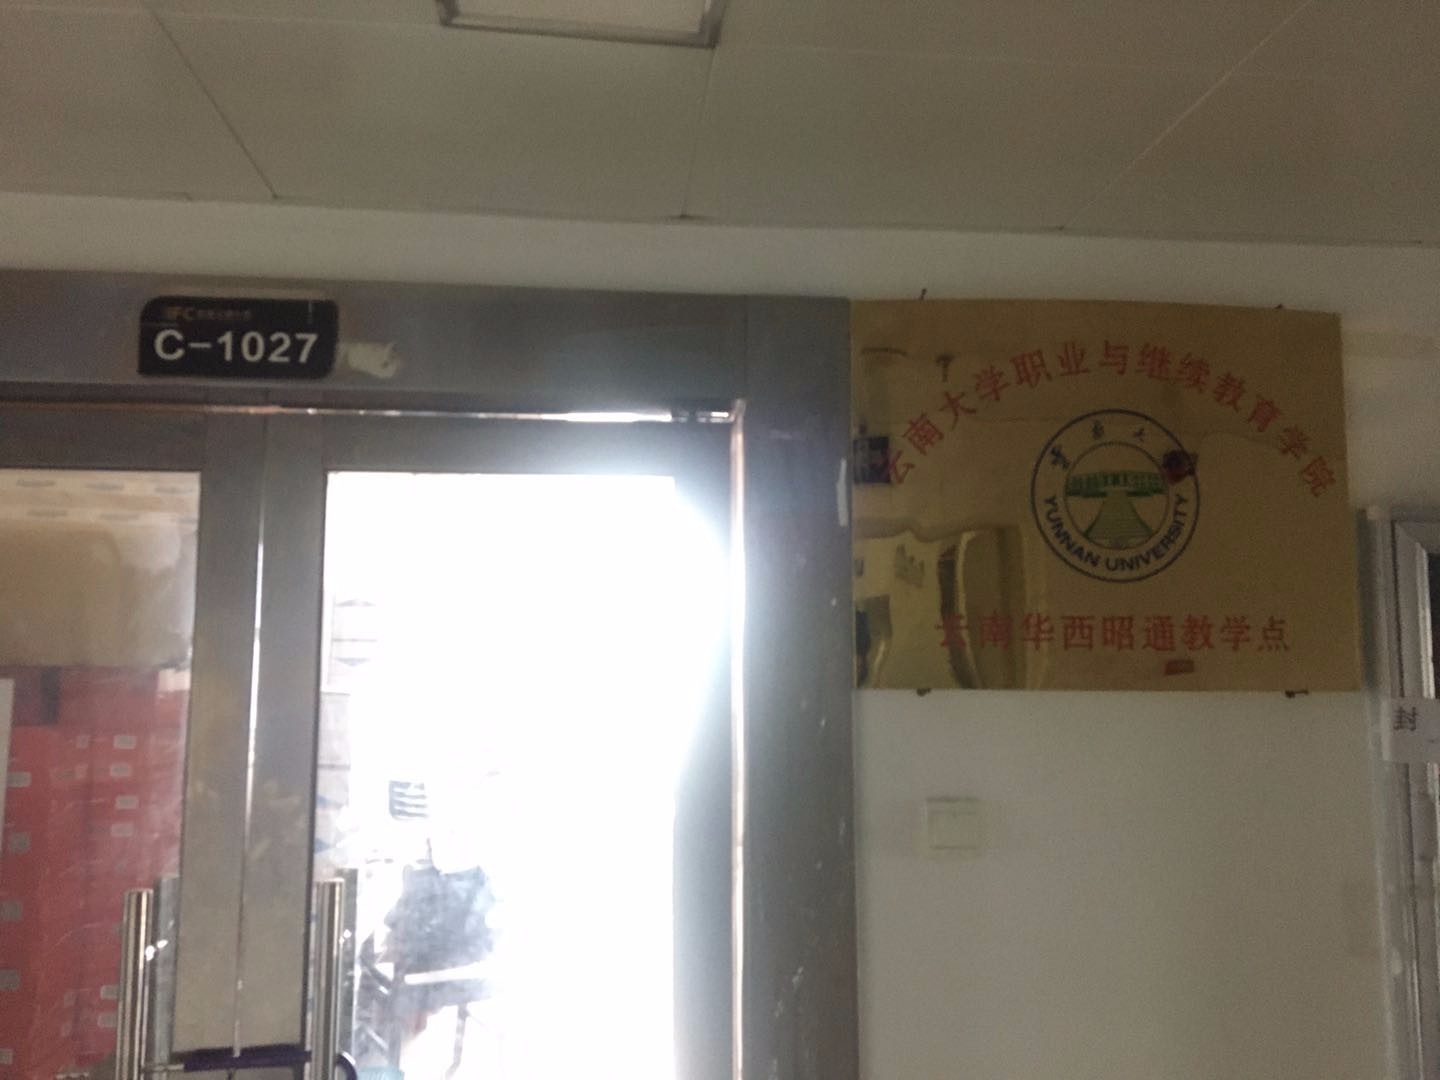 C-1027
云南大学职业与继续教育学院
YUNNAN UNIVERSITY
云南华西昭通教学点
封